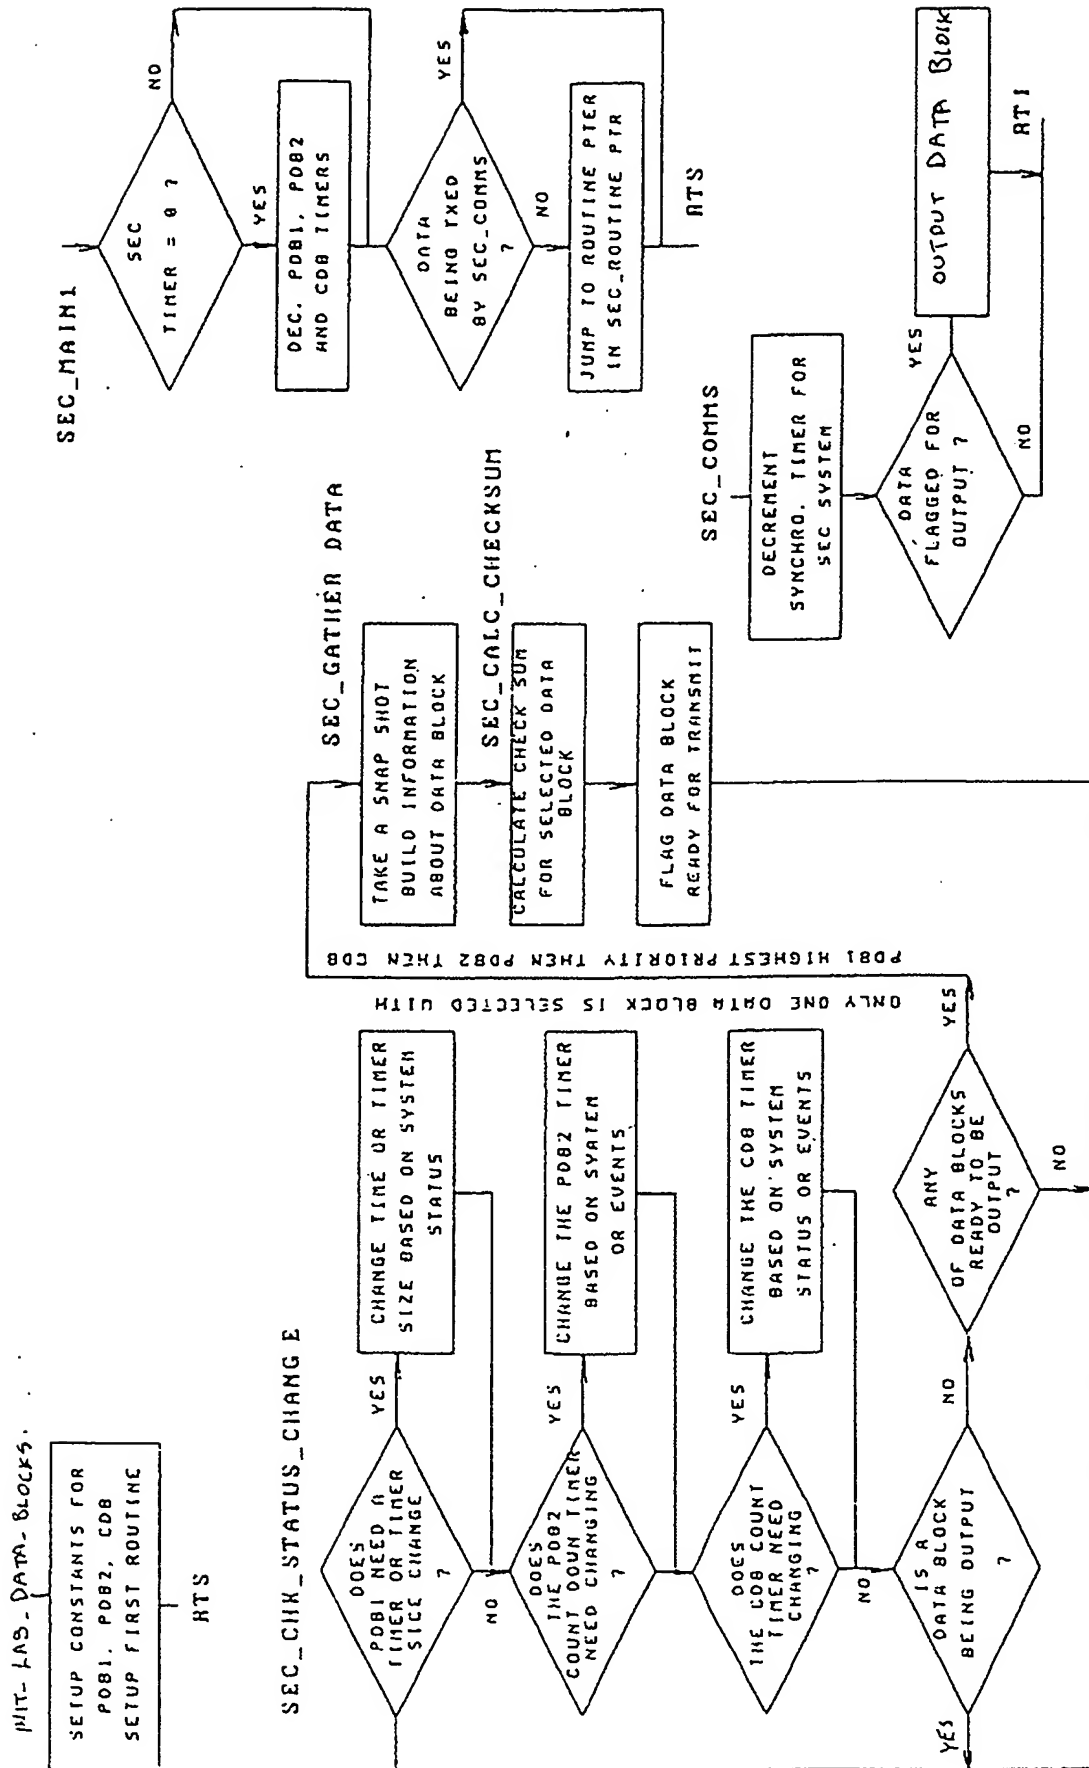 INIT_LAS_DATA_BLOCKS.
SETUP CONSTANTS FOR
PDB1, PDB2, CDB
SETUP FIRST ROUTINE
RTS
SEC_CHK_STATUS_CHANGE
DOES
PDB1 NEED A
TIMER OR TIMER
SICE CHANGE
?
YES
NO
CHANGE TIME OR TIMER
SIZE BASED ON SYSTEM
STATUS
DOES
THE PDB2
COUNT DOUN TIMER
NEED CHANGING
?
YES
NO
CHANGE THE PDB2 TIMER
BASED ON SYATEM
OR EVENTS
DOES
THE CDB COUNT
TIMER NEED
CHANGING
?
YES
NO
CHANGE THE CDB TIMER
BASED ON SYSTEM
STATUS OR EVENTS
IS A
DATA BLOCK
BEING OUTPUT
?
YES
NO
ANY
OF DATA BLOCKS
READY TO BE
OUTPUT
?
YES
NO
ONLY ONE DATA BLOCK IS SELECTED WITH
PDB1 HIGHEST PRIORITY THEN PDB2 THEN CDB
SEC_GATHER DATA
TAKE A SNAP SHOT
BUILD INFORMATION
ABOUT DATA BLOCK
SEC_CALC_CHECKSUM
CALCULATE CHECK SUM
FOR SELECTED DATA
BLOCK
FLAG DATA BLOCK
READY FOR TRANSMIT
SEC_MAIN1
SEC
TIMER = 0 ?
NO
YES
DEC. PDB1, PDB2
AND CDB TIMERS
DATA
BEING TXED
BY SEC_COMMS
?
YES
NO
JUMP TO ROUTINE PTER
IN SEC_ROUTINE PTR
RTS
SEC_COMMS
DECREMENT
SYNCHRO. TIMER FOR
SEC SYSTEM
DATA
FLAGGED FOR
OUTPUT ?
YES
NO
OUTPUT DATA BLOCK
RTI